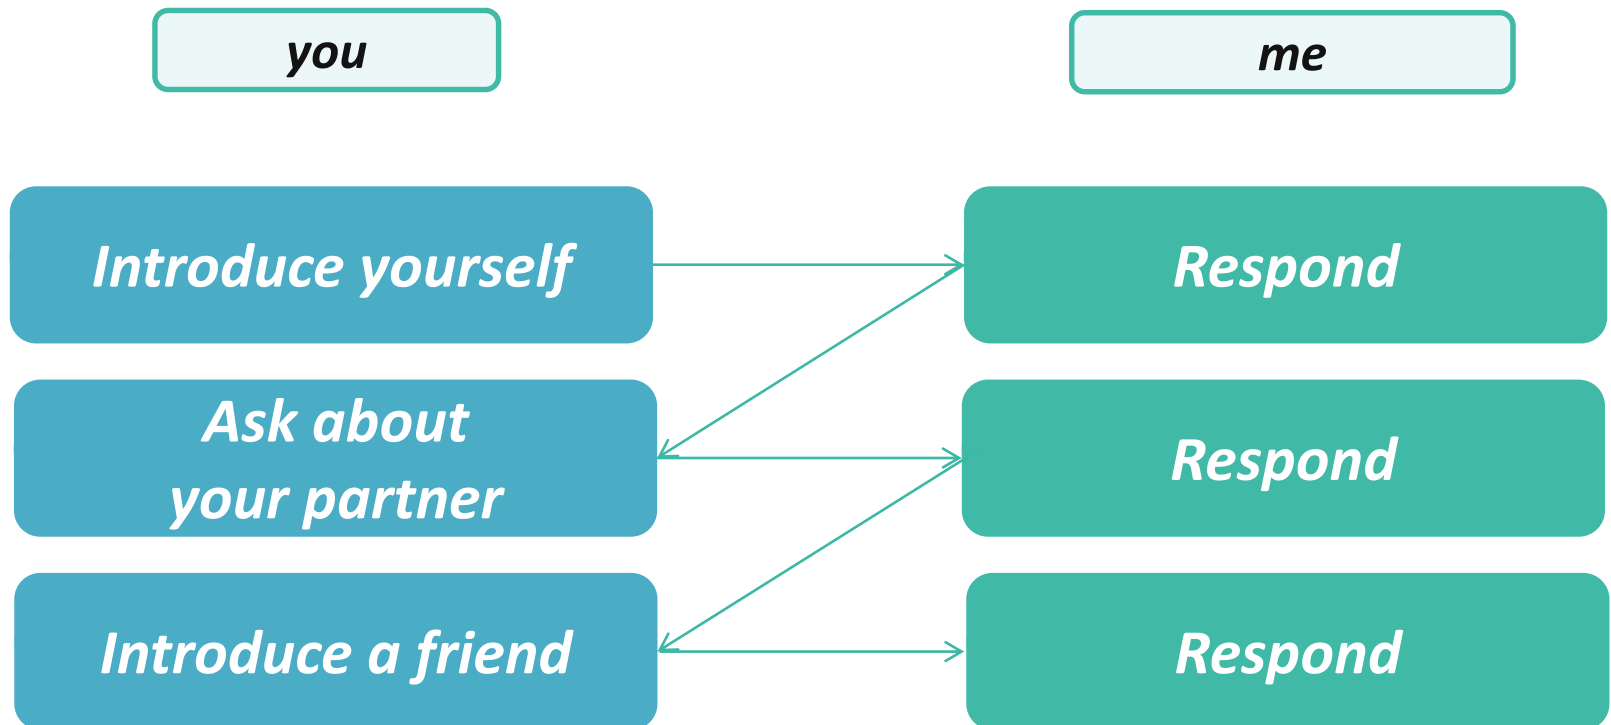 you
me
Introduce yourself
Respond
Ask about
your partner
Respond
Introduce a friend
Respond